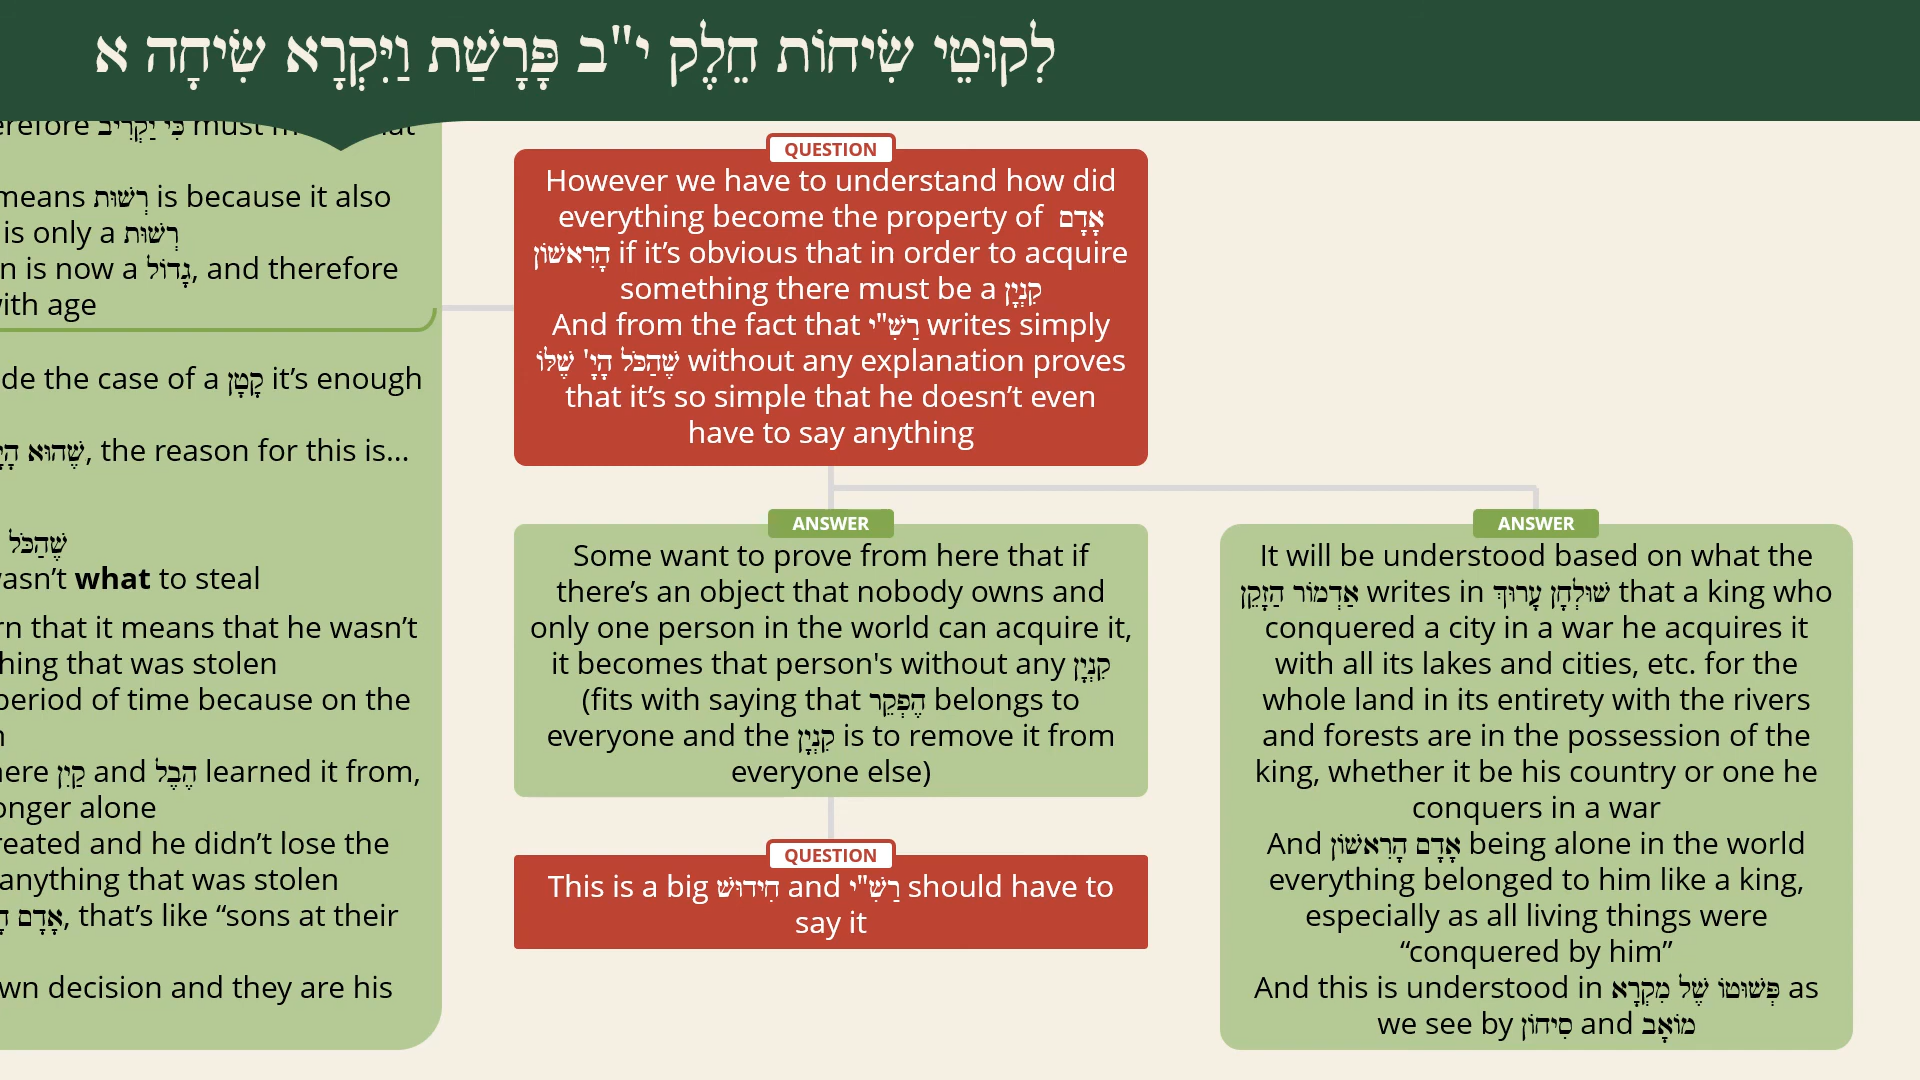 לִקוּטֵי שִׂיחוֹת חֵלֶק י"ב פָּרָשַׁת וַיִּקְרָא שִׂיחָה א
erefore כִּי יַקְרִיב must
means רְשׁוּת is because it also
is only a רְשׁוּת
n is now a גָדוֹל, and therefore
with age
de the case of a קָטָן it's enough
שֶׁהוּא, the reason for this is...
שֶׁהַכֹּל
wasn't what to steal
rn that it means that he wasn't
hing that was stolen
period of time because on the
here קַיִן and הֶבֶל learned it from,
onger alone
reated and he didn't lose the
anything that was stolen
אָדָם, that's like “sons at their
wn decision and they are his
QUESTION
However we have to understand how did
everything become the property of אָדָם
הָרִאשׁוֹן if it's obvious that in order to acquire
something there must be a קִנְיָן
And from the fact that רַשִׁ"י writes simply
שֶׁהַכֹּל הָיָ' שֶׁלּוֹ without any explanation proves
that it's so simple that he doesn't even
have to say anything
ANSWER
Some want to prove from here that if
there's an object that nobody owns and
only one person in the world can acquire it,
it becomes that person's without any קִנְיָן
(fits with saying that הֶפְקֵר belongs to
everyone and the קִנְיָן is to remove it from
everyone else)
QUESTION
This is a big חִידוּשׁ and רַשִׁ"י should have to
say it
ANSWER
It will be understood based on what the
אַדְמוֹר הַזָקֵן writes in שׁוּלְחָן עָרוּךְ that a king who
conquered a city in a war he acquires it
with all its lakes and cities, etc. for the
whole land in its entirety with the rivers
and forests are in the possession of the
king, whether it be his country or one he
conquers in a war
And אָדָם הָרִאשׁוֹן being alone in the world
everything belonged to him like a king,
especially as all living things were
“conquered by him”
And this is understood in פְּשׁוּטוֹ שֶׁל מִקְרָא as
we see by סִיחוֹן and מוֹאָב